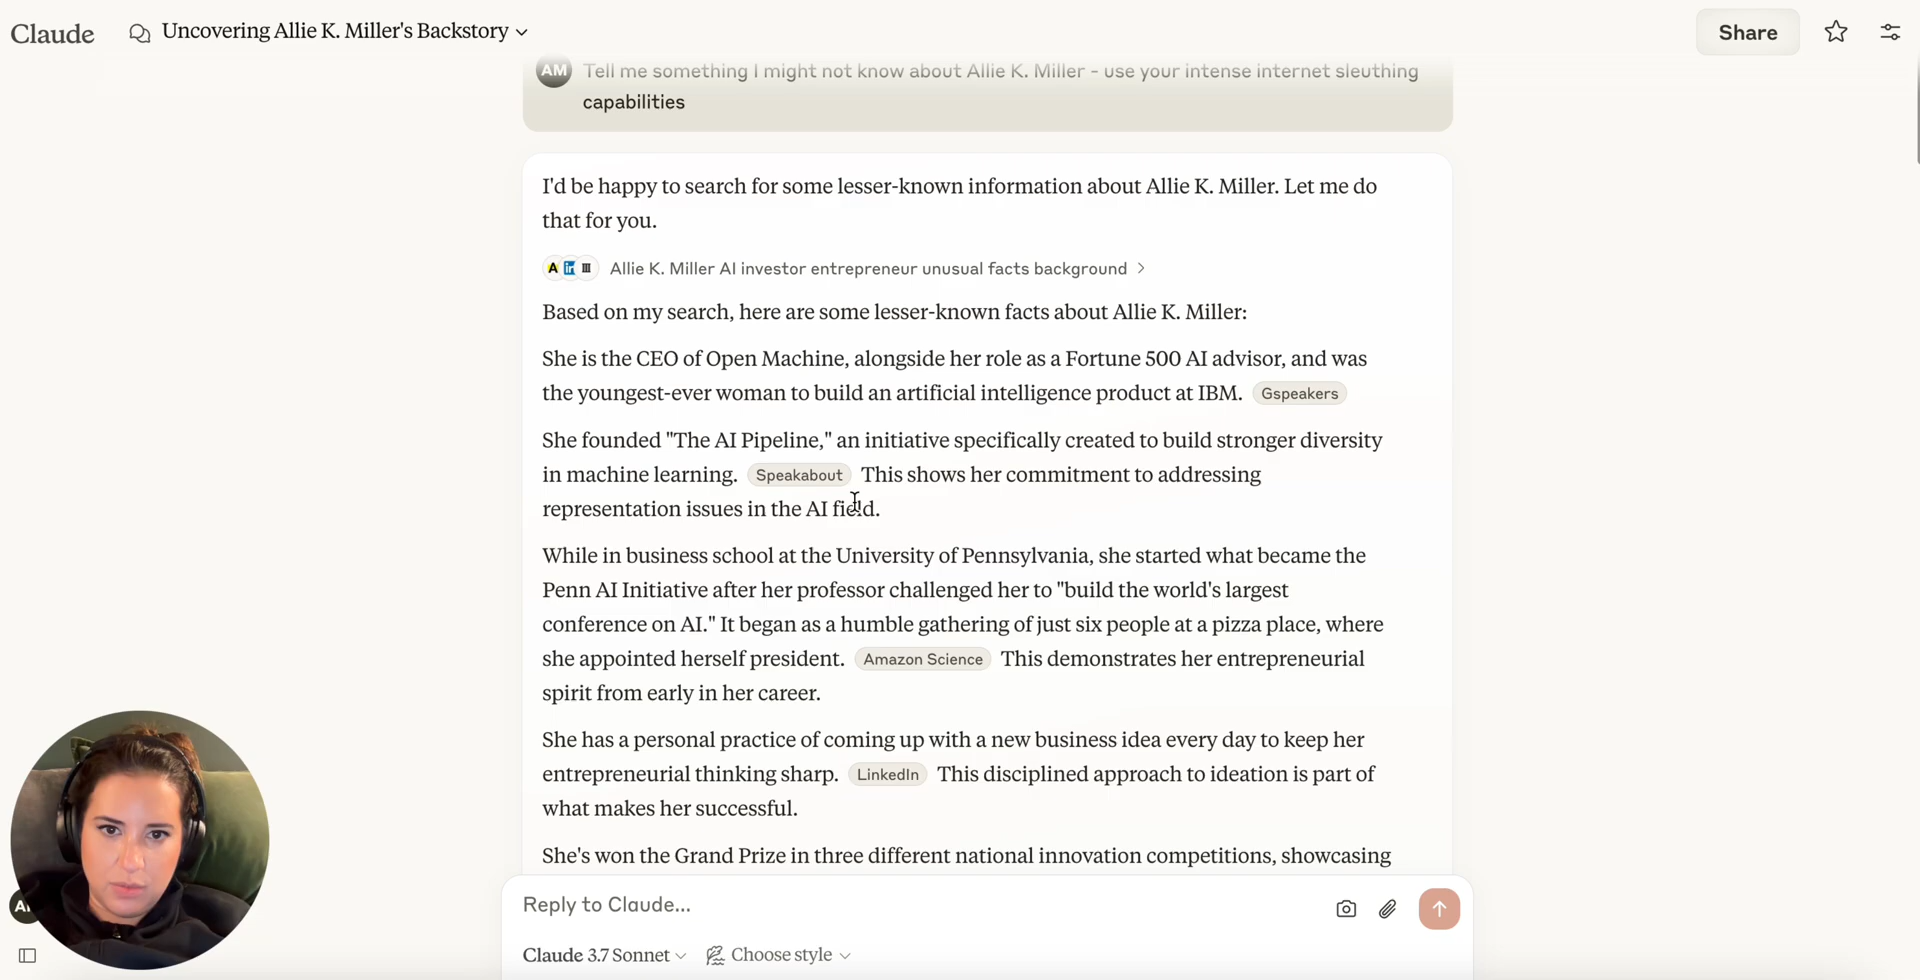 Claude
Uncovering Allie K. Miller's Backstory
Share
AM
Tell me something I might not know about Allie K. Miller - use your intense internet sleuthing
capabilities
I'd be happy to search for some lesser-known information about Allie K. Miller. Let me do
that for you.
A in Allie K. Miller AI investor entrepreneur unusual facts background
Based on my search, here are some lesser-known facts about Allie K. Miller:
She is the CEO of Open Machine, alongside her role as a Fortune 500 AI advisor, and was
the youngest-ever woman to build an artificial intelligence product at IBM. Gspeakers
She founded "The AI Pipeline," an initiative specifically created to build stronger diversity
in machine learning. Speakabout This shows her commitment to addressing
representation issues in the AI field.
While in business school at the University of Pennsylvania, she started what became the
Penn AI Initiative after her professor challenged her to "build the world's largest
conference on AI." It began as a humble gathering of just six people at a pizza place, where
she appointed herself president. Amazon Science This demonstrates her entrepreneurial
spirit from early in her career.
She has a personal practice of coming up with a new business idea every day to keep her
entrepreneurial thinking sharp. LinkedIn This disciplined approach to ideation is part of
what makes her successful.
She's won the Grand Prize in three different national innovation competitions, showcasing
Reply to Claude...
Claude 3.7 Sonnet
Choose style